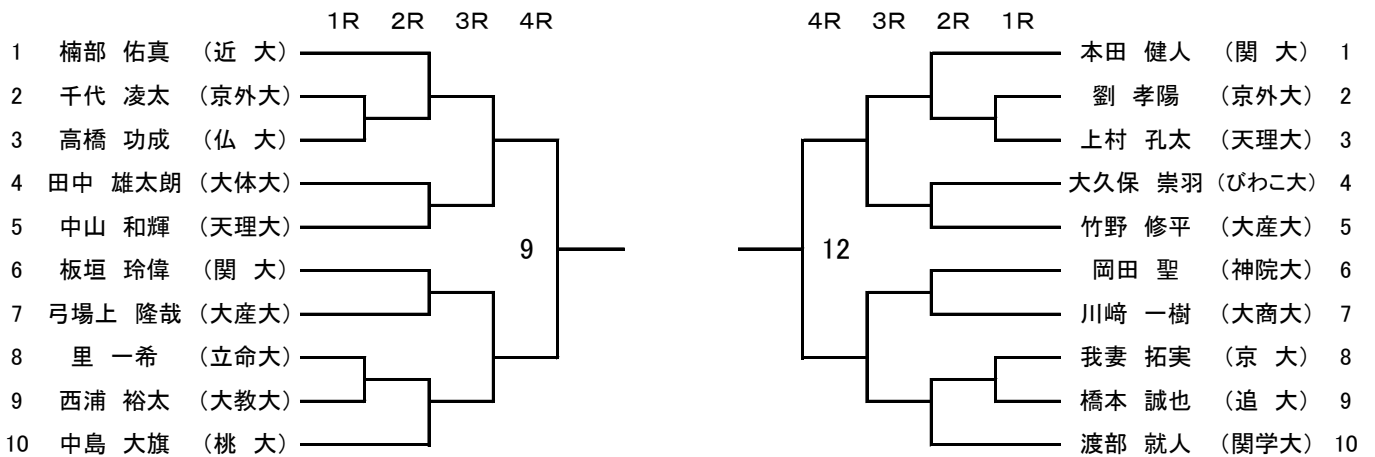 1R 2R 3R 4R 4R 3R 2R 1R
1 楠部 佑真 （近 大） 本田 健人 （関 大） 1
2 千代 凌太 （京外大） 劉 孝陽 （京外大） 2
3 高橋 功成 （仏 大） 上村 孔太 （天理大） 3
4 田中 雄太朗 （大体大） 大久保 崇羽 （びわこ大） 4
5 中山 和輝 （天理大） 竹野 修平 （大産大） 5
9 12
6 板垣 玲偉 （関 大） 岡田 聖 （神院大） 6
7 弓場上 隆哉 （大産大） 川﨑 一樹 （大商大） 7
8 里 一希 （立命大） 我妻 拓実 （京 大） 8
9 西浦 裕太 （大教大） 橋本 誠也 （追 大） 9
10 中島 大旗 （桃 大） 渡部 就人 （関学大） 10